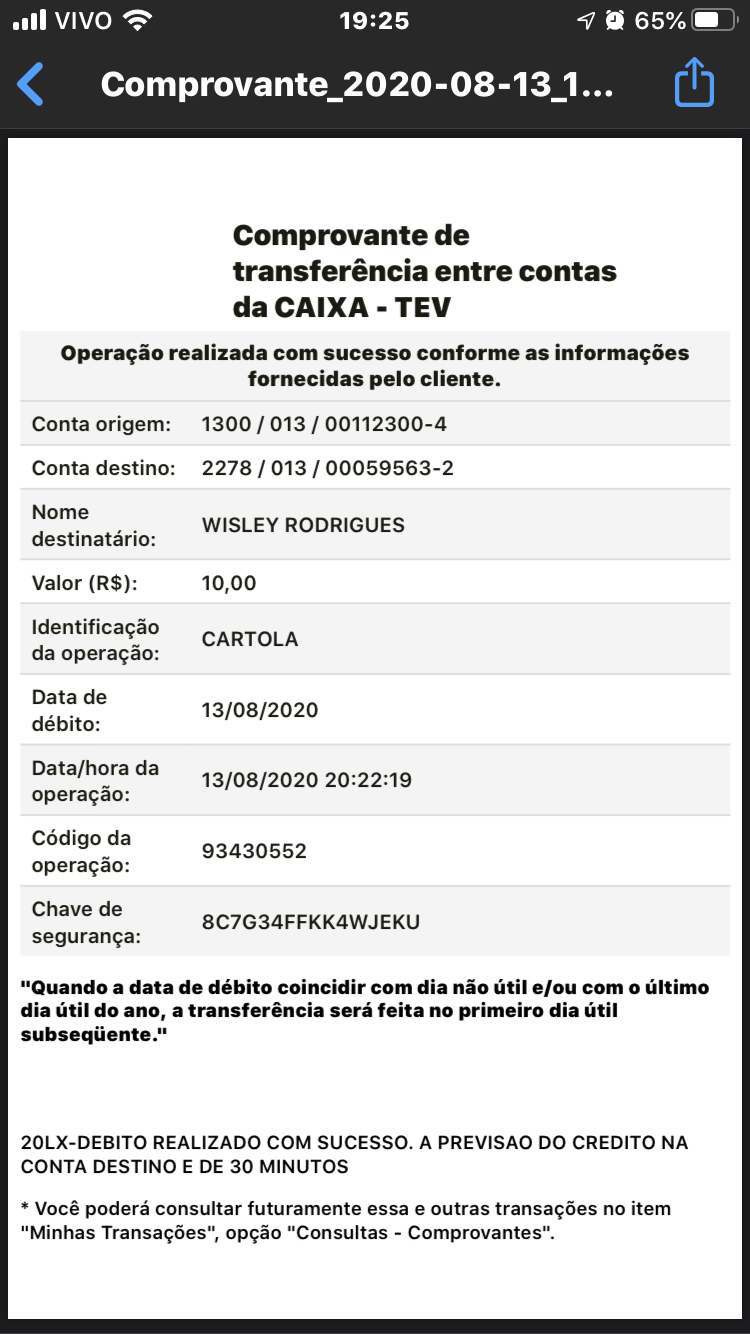 VIVO 19:25 65%
Comprovante_2020-08-13_1...
Comprovante de
transferência entre contas
da CAIXA - TEV
Operação realizada com sucesso conforme as informações
fornecidas pelo cliente.
Conta origem: 1300 / 013 / 00112300-4
Conta destino: 2278 / 013 / 00059563-2
Nome
destinatário: WISLEY RODRIGUES
Valor (R$): 10,00
Identificação
da operação: CARTOLA
Data de
débito: 13/08/2020
Data/hora da
operação: 13/08/2020 20:22:19
Código da
operação: 93430552
Chave de
segurança: 8C7G34FFKK4WJEKU
"Quando a data de débito coincidir com dia não útil e/ou com o último
dia útil do ano, a transferência será feita no primeiro dia útil
subseqüente."
20LX-DEBITO REALIZADO COM SUCESSO. A PREVISAO DO CREDITO NA
CONTA DESTINO E DE 30 MINUTOS
* Você poderá consultar futuramente essa e outras transações no item
"Minhas Transações", opção "Consultas - Comprovantes".